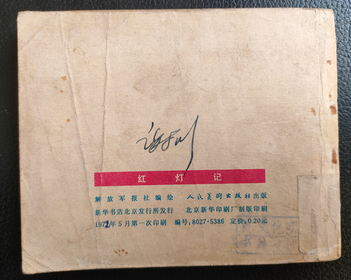 红灯记
解放军报社编绘 人民美术出版社出版
新华书店北京发行所发行 北京新华印刷厂制版印刷
1972年5月第一次印刷 编号:8027·5386 定价:0.20元